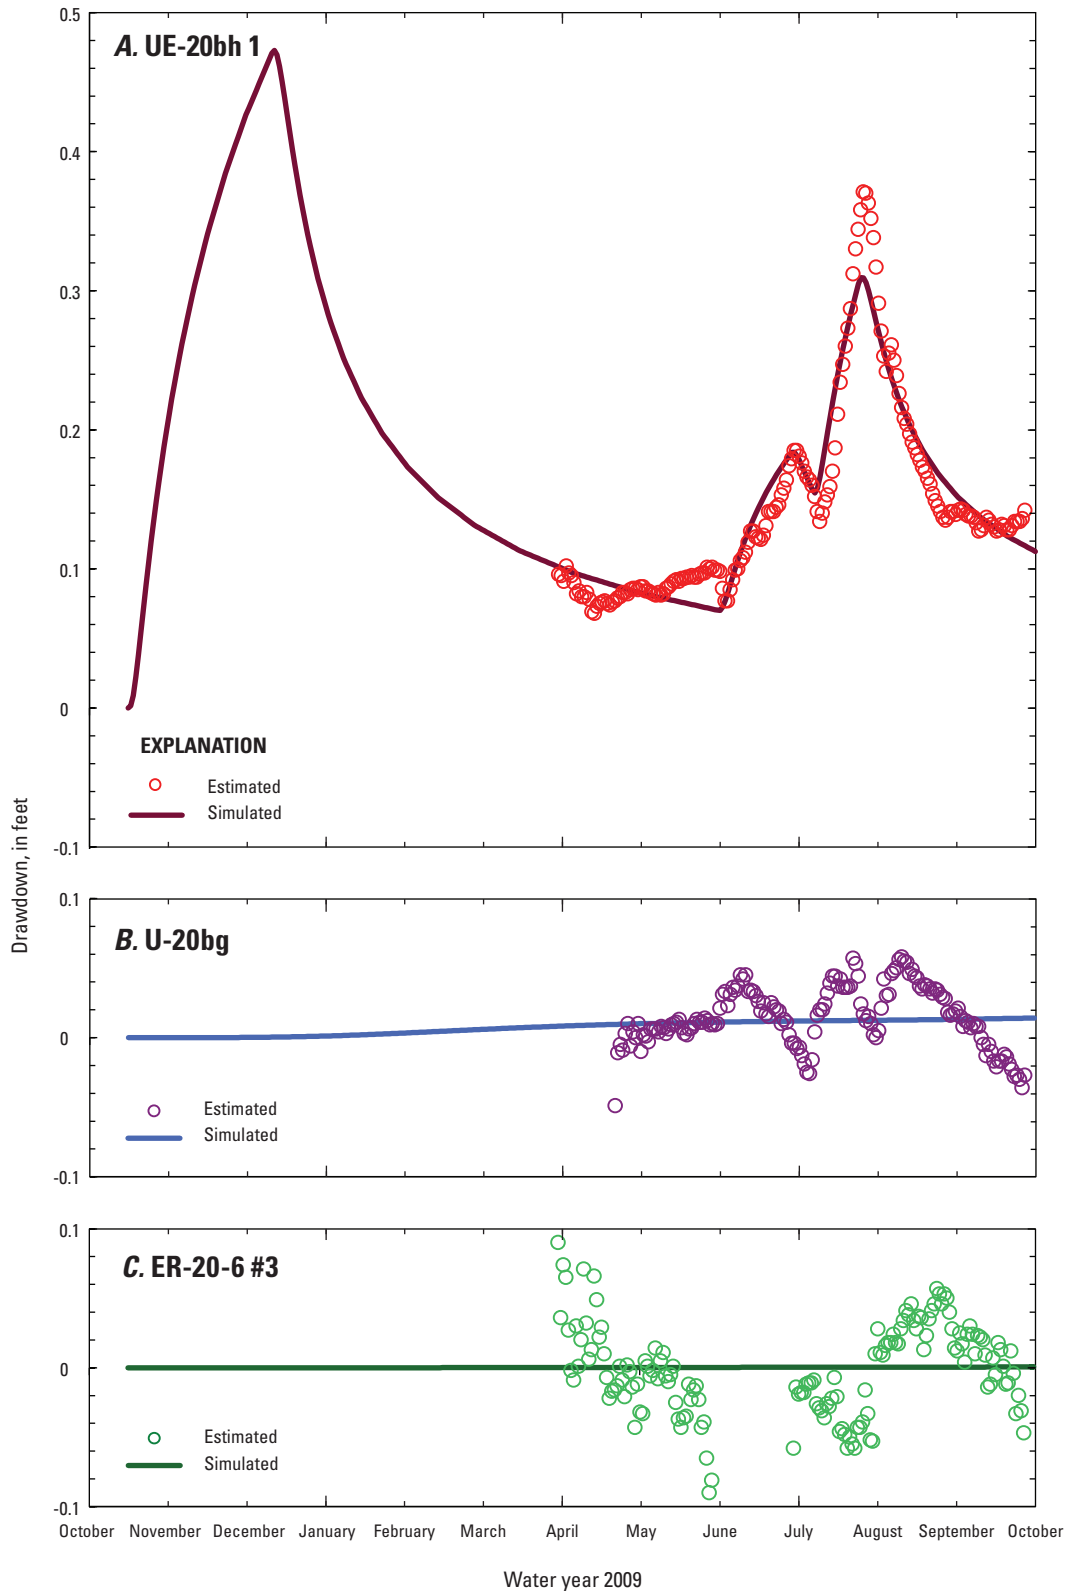 0.5
A. UE-20bh 1
0.4
0.3
0.2
0.1
0
EXPLANATION
Estimated
Simulated
-0.1
Drawdown, in feet
0.1
B. U-20bg
0
Estimated
Simulated
-0.1
0.1
C. ER-20-6 #3
0
Estimated
Simulated
-0.1
October November December January February March April May June July August September October
Water year 2009